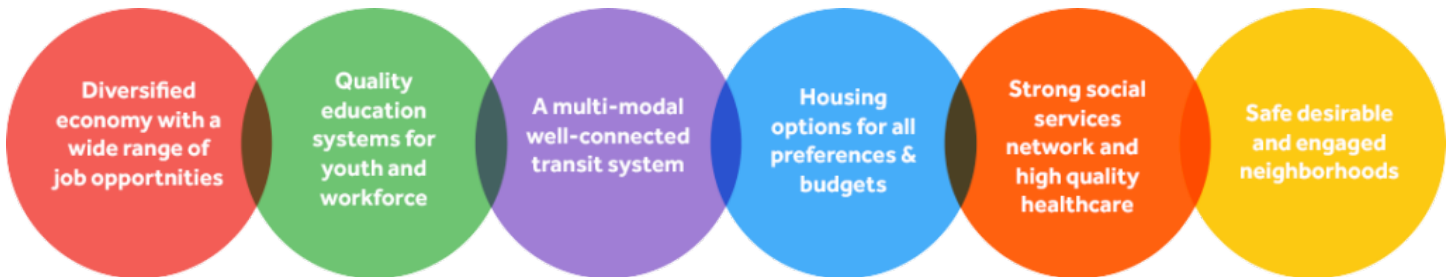 Diversified
economy with a
wide range of
job opportnities
Quality
education
systems for
youth and
workforce
A multi-modal
well-connected
transit system
Housing
options for all
preferences &
budgets
Strong social
services
network and
high quality
healthcare
Safe desirable
and engaged
neighborhoods